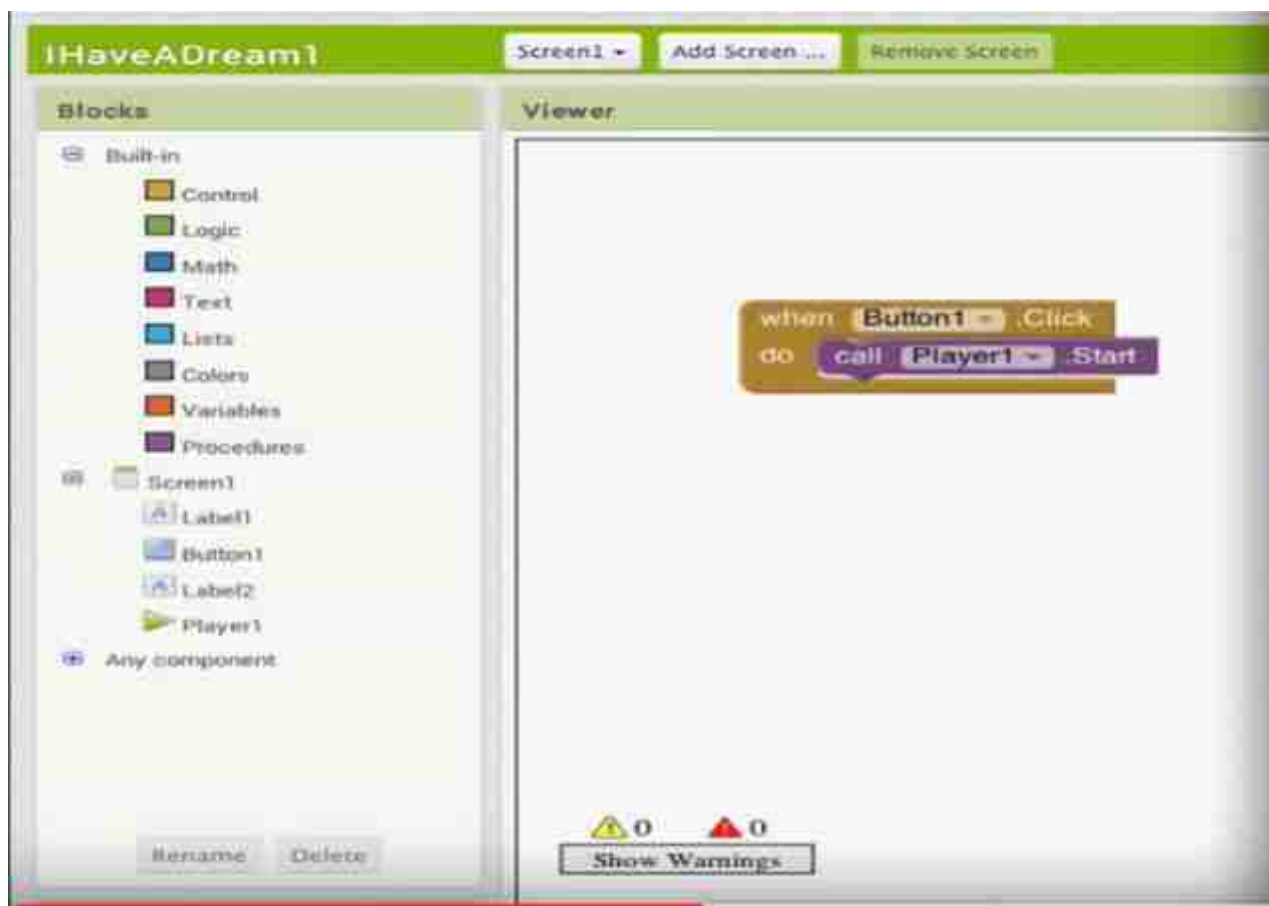 IHaveADream1
Screen1 Add Screen ... Remove Screen
Blocks
Viewer
Built-in
Control
Logic
Math
Text
Lists
Colors
Variables
Procedures
Screen1
Label1
Button1
Label2
Player1
Any component
Rename Delete
when Button1 .Click
do call Player1 .Start
0 0
Show Warnings